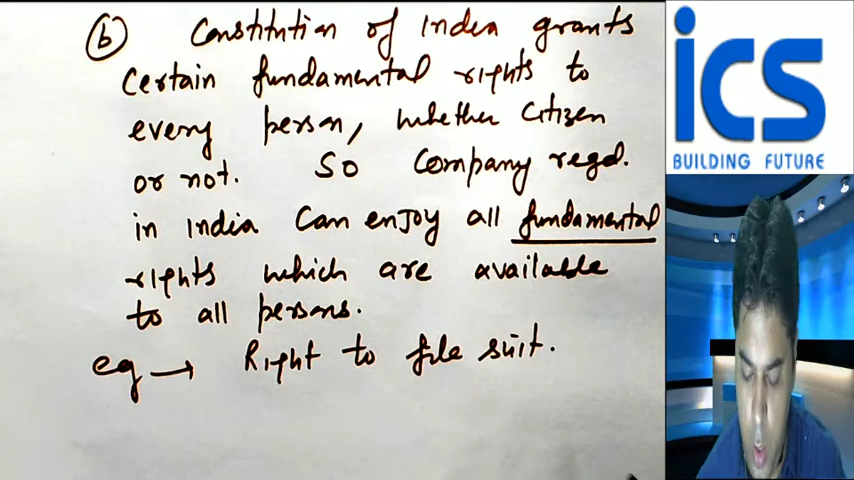 (b) Constitution of India grants
certain fundamental rights to
every person, whether citizen
or not. So Company regd.
in India can enjoy all fundamental
rights which are available
to all persons.
eg → Right to file suit.
iCS
BUILDING FUTURE